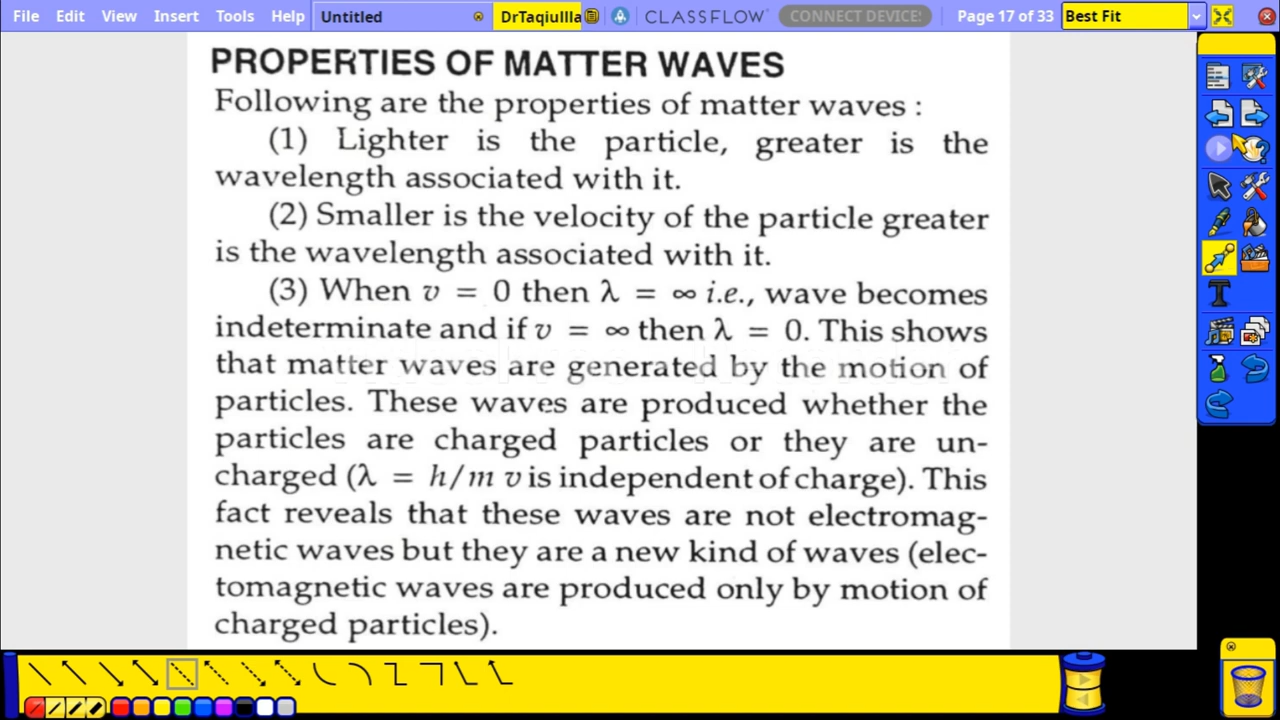 File Edit View Insert Tools Help Untitled DrTaqiullla CLASSFLOW CONNECT DEVICE Page 17 of 33 Best Fit
PROPERTIES OF MATTER WAVES
Following are the properties of matter waves :
(1) Lighter is the particle, greater is the
wavelength associated with it.
(2) Smaller is the velocity of the particle greater
is the wavelength associated with it.
(3) When v = 0 then λ = ∞ i.e., wave becomes
indeterminate and if v = ∞ then λ = 0. This shows
that matter waves are generated by the motion of
particles. These waves are produced whether the
particles are charged particles or they are un-
charged (λ = h/m v is independent of charge). This
fact reveals that these waves are not electromag-
netic waves but they are a new kind of waves (elec-
tomagnetic waves are produced only by motion of
charged particles).